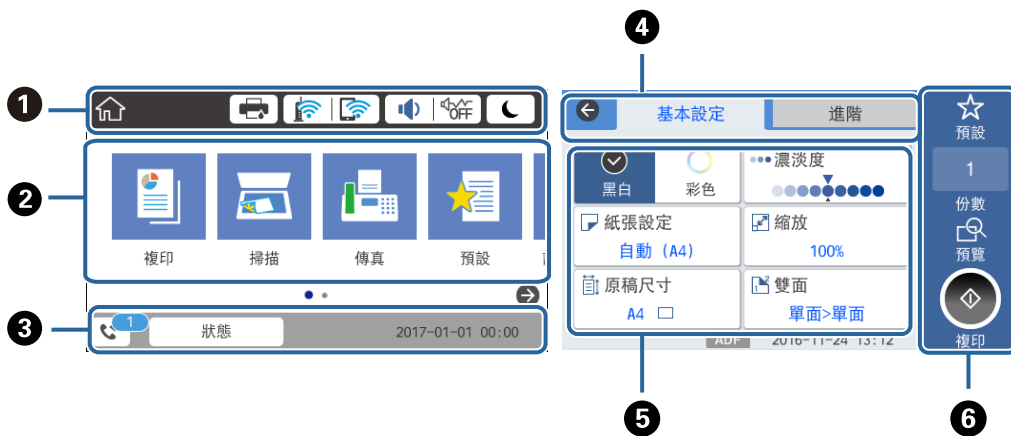 4
1
OFF
2
複印
掃描
傳真
預設
3
1
狀態
2017-01-01 00:00
基本設定
進階
黑白
彩色
濃淡度
紙張設定
自動 (A4)
縮放
100%
原稿尺寸
A4
雙面
1
2
單面>單面
ADF
2016-11-24 13:12
預設
1
份數
預覽
複印
5
6